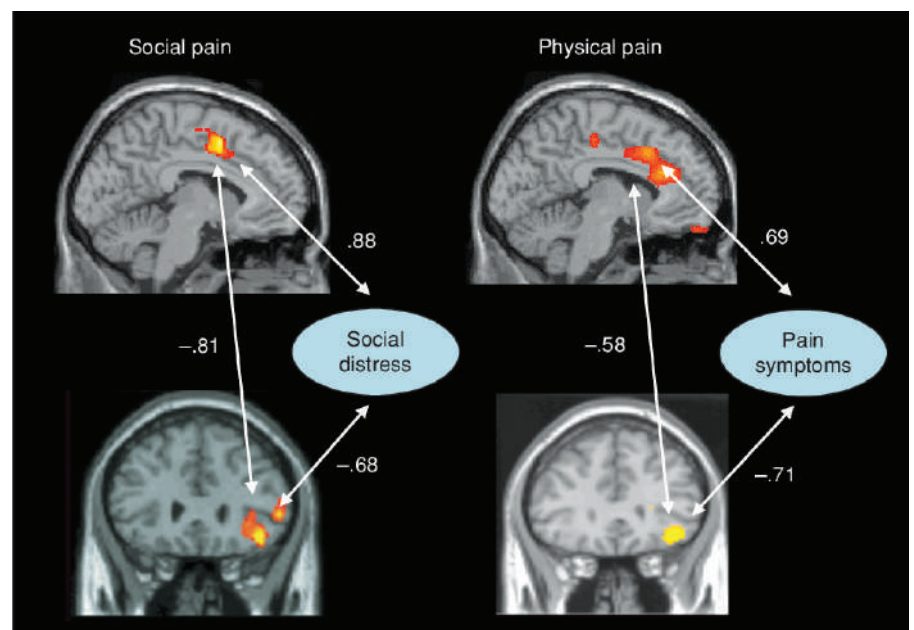 Social pain
Physical pain
.88
.69
–.81
Social
distress
–.58
Pain
symptoms
–.68
–.71